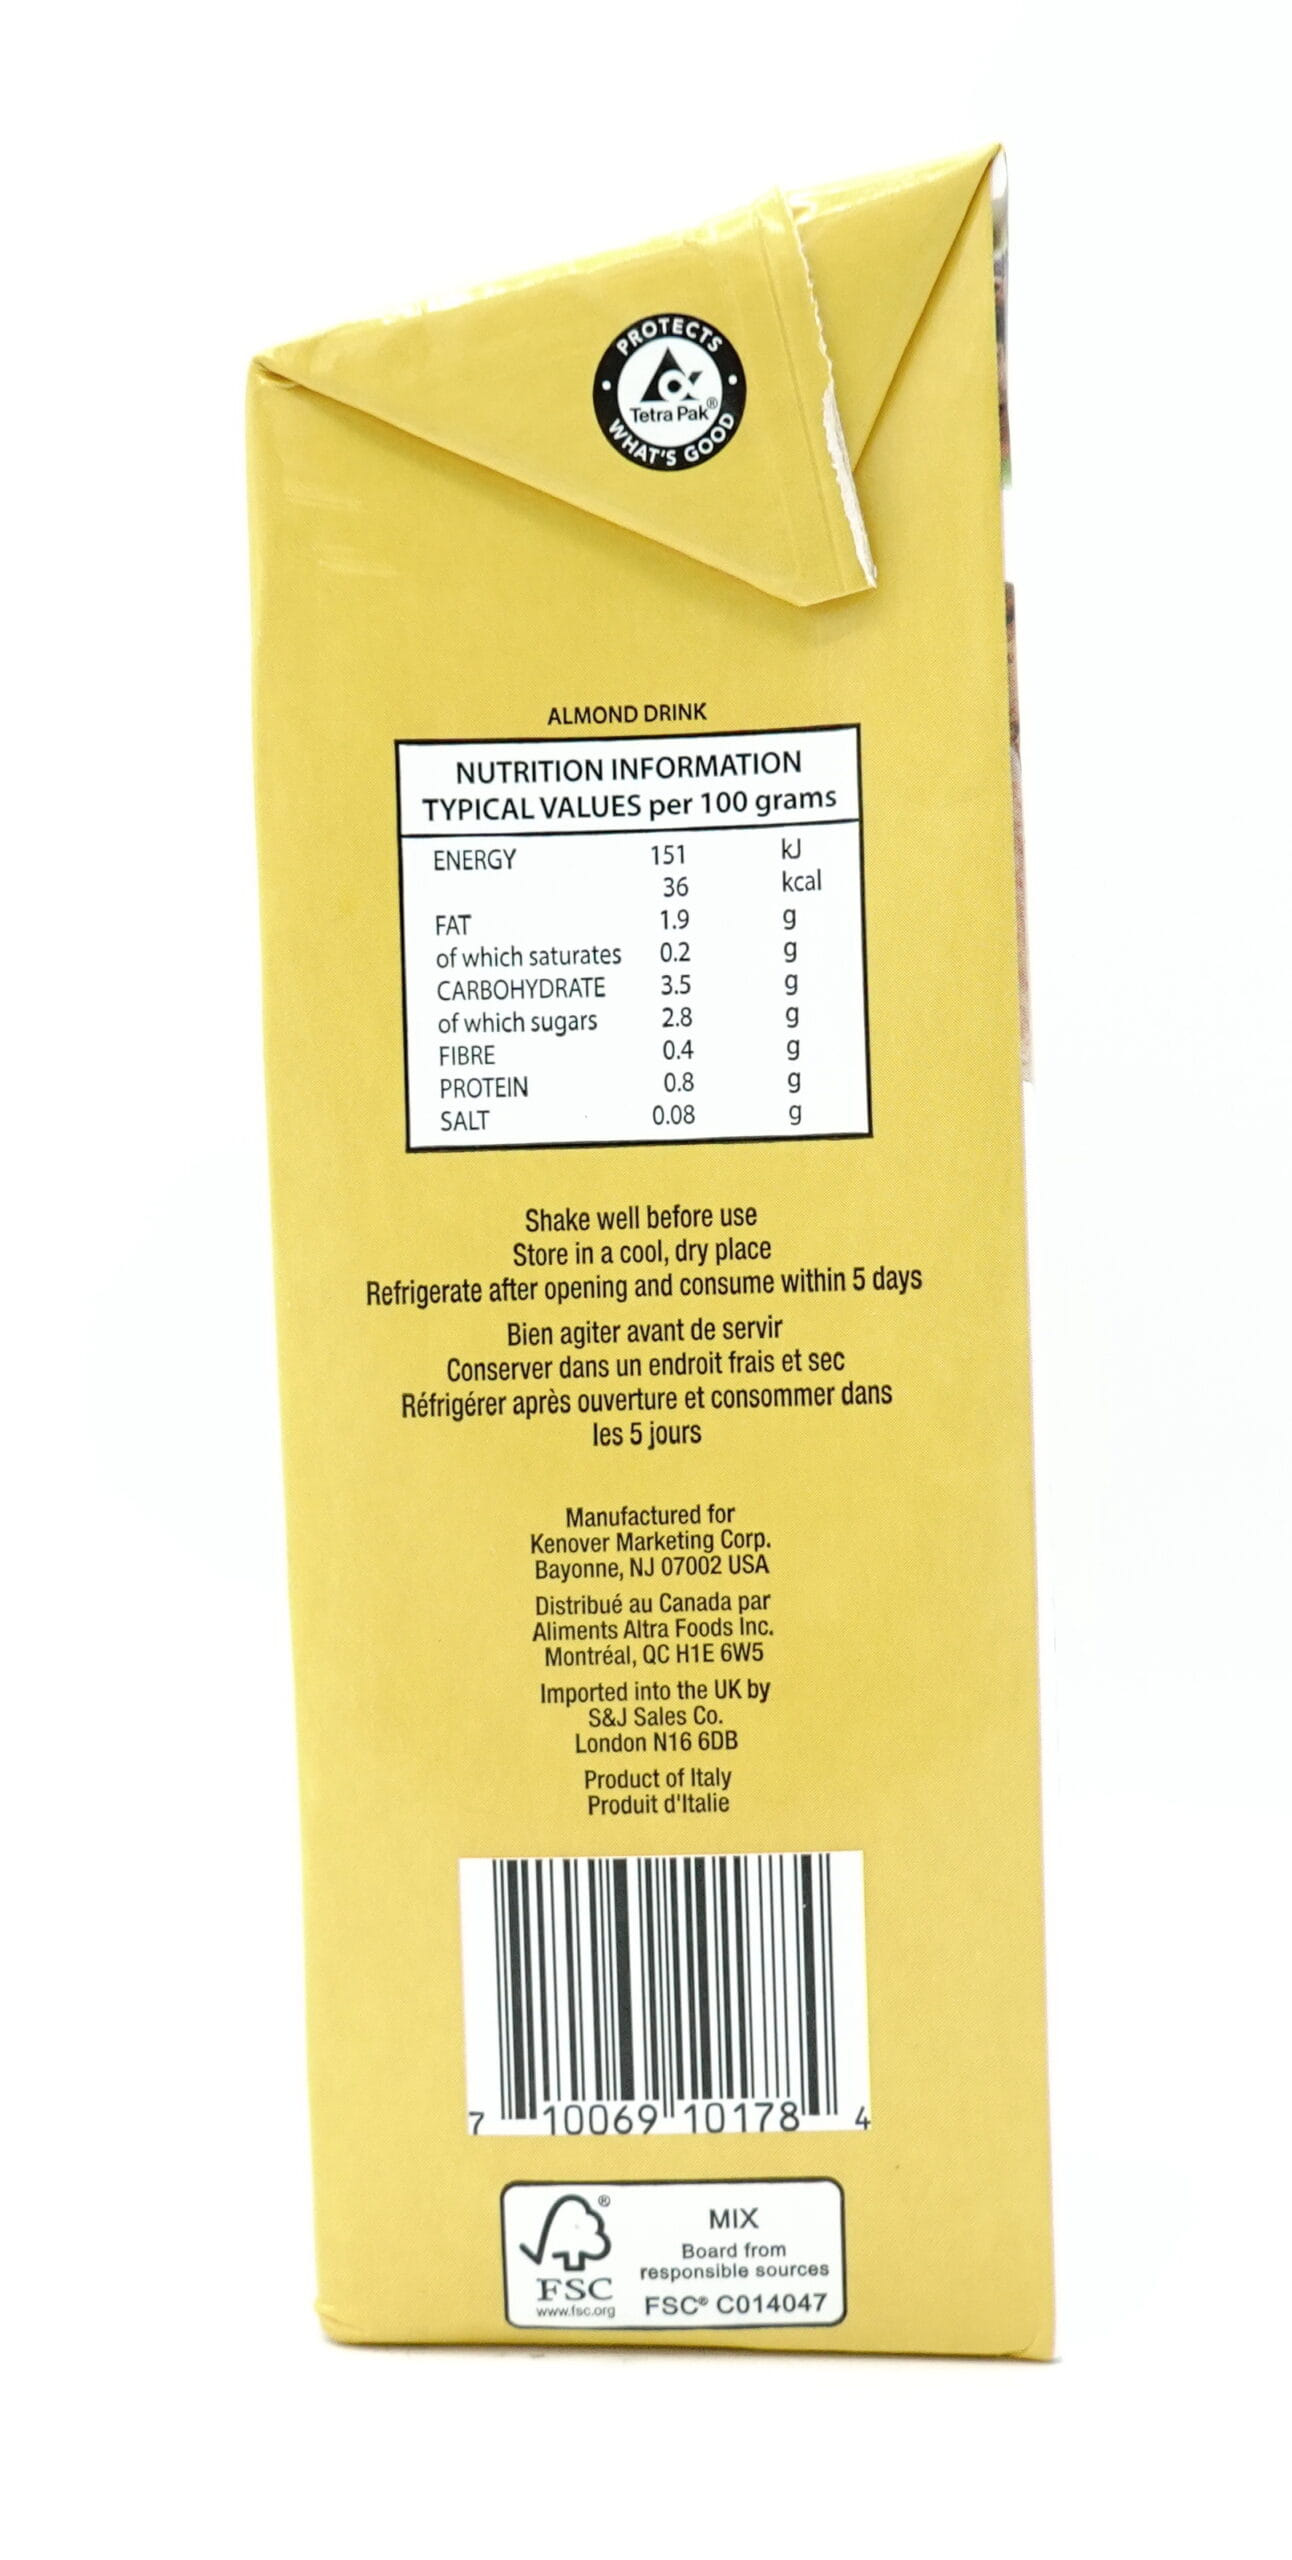 PROTECTS
Tetra Pak®
WHAT'S GOOD
ALMOND DRINK
NUTRITION INFORMATION
TYPICAL VALUES per 100 grams
ENERGY 151 kJ
36 kcal
FAT 1.9 g
of which saturates 0.2 g
CARBOHYDRATE 3.5 g
of which sugars 2.8 g
FIBRE 0.4 g
PROTEIN 0.8 g
SALT 0.08 g
Shake well before use
Store in a cool, dry place
Refrigerate after opening and consume within 5 days
Bien agiter avant de servir
Conserver dans un endroit frais et sec
Réfrigérer après ouverture et consommer dans
les 5 jours
Manufactured for
Kenover Marketing Corp.
Bayonne, NJ 07002 USA
Distribué au Canada par
Aliments Altra Foods Inc.
Montréal, QC H1E 6W5
Imported into the UK by
S&J Sales Co.
London N16 6DB
Product of Italy
Produit d'Italie
7 10069 10178 4
®
FSC
www.fsc.org
MIX
Board from
responsible sources
FSC® C014047